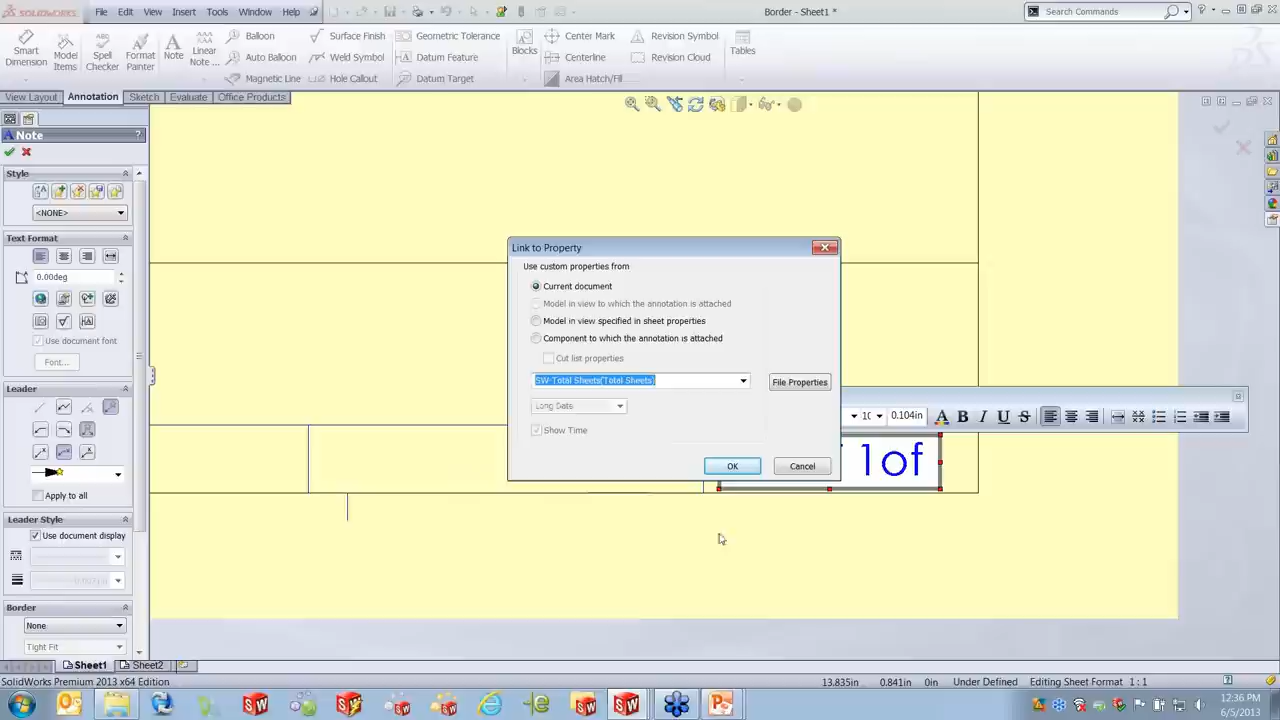 SOLIDWORKS
File Edit View Insert Tools Window Help
Border - Sheet1 *
Search Commands
Smart Dimension
Model Items
Spell Checker
Format Painter
Note
Linear Note ...
Balloon
Auto Balloon
Magnetic Line
Surface Finish
Weld Symbol
Hole Callout
Geometric Tolerance
Datum Feature
Datum Target
Blocks
Center Mark
Centerline
Area Hatch/Fill
Revision Symbol
Revision Cloud
Tables
View Layout Annotation Sketch Evaluate Office Products
A Note ?
Style
<NONE>
Text Format
0.00deg
Use document font
Font...
Leader
Apply to all
Leader Style
Use document display
Border
None
Tight Fit
Link to Property
Use custom properties from
Current document
Model in view to which the annotation is attached
Model in view specified in sheet properties
Component to which the annotation is attached
Cut list properties
SW-Total Sheets(Total Sheets)
File Properties
Long Date
Show Time
OK Cancel
0.104in A B I U S
1of
Sheet1 Sheet2
SolidWorks Premium 2013 x64 Edition
13.835in 0.841in 0in Under Defined Editing Sheet Format 1 : 1
12:36 PM
6/5/2013